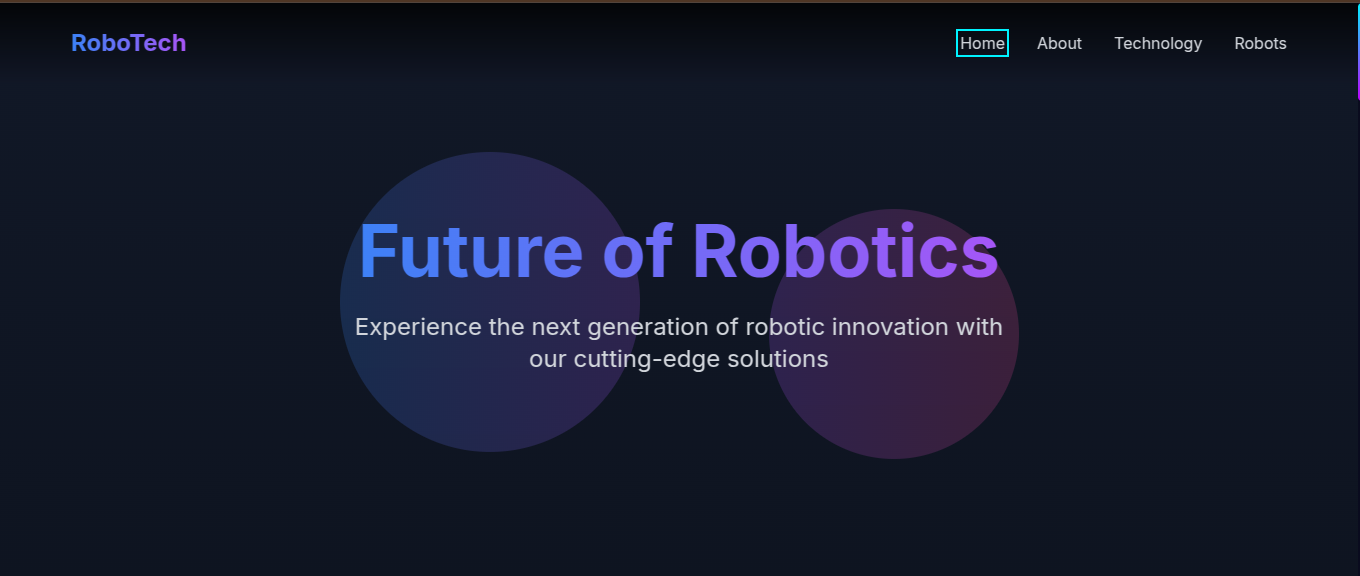 RoboTech
Home
About
Technology
Robots
Future of Robotics
Experience the next generation of robotic innovation with
our cutting-edge solutions